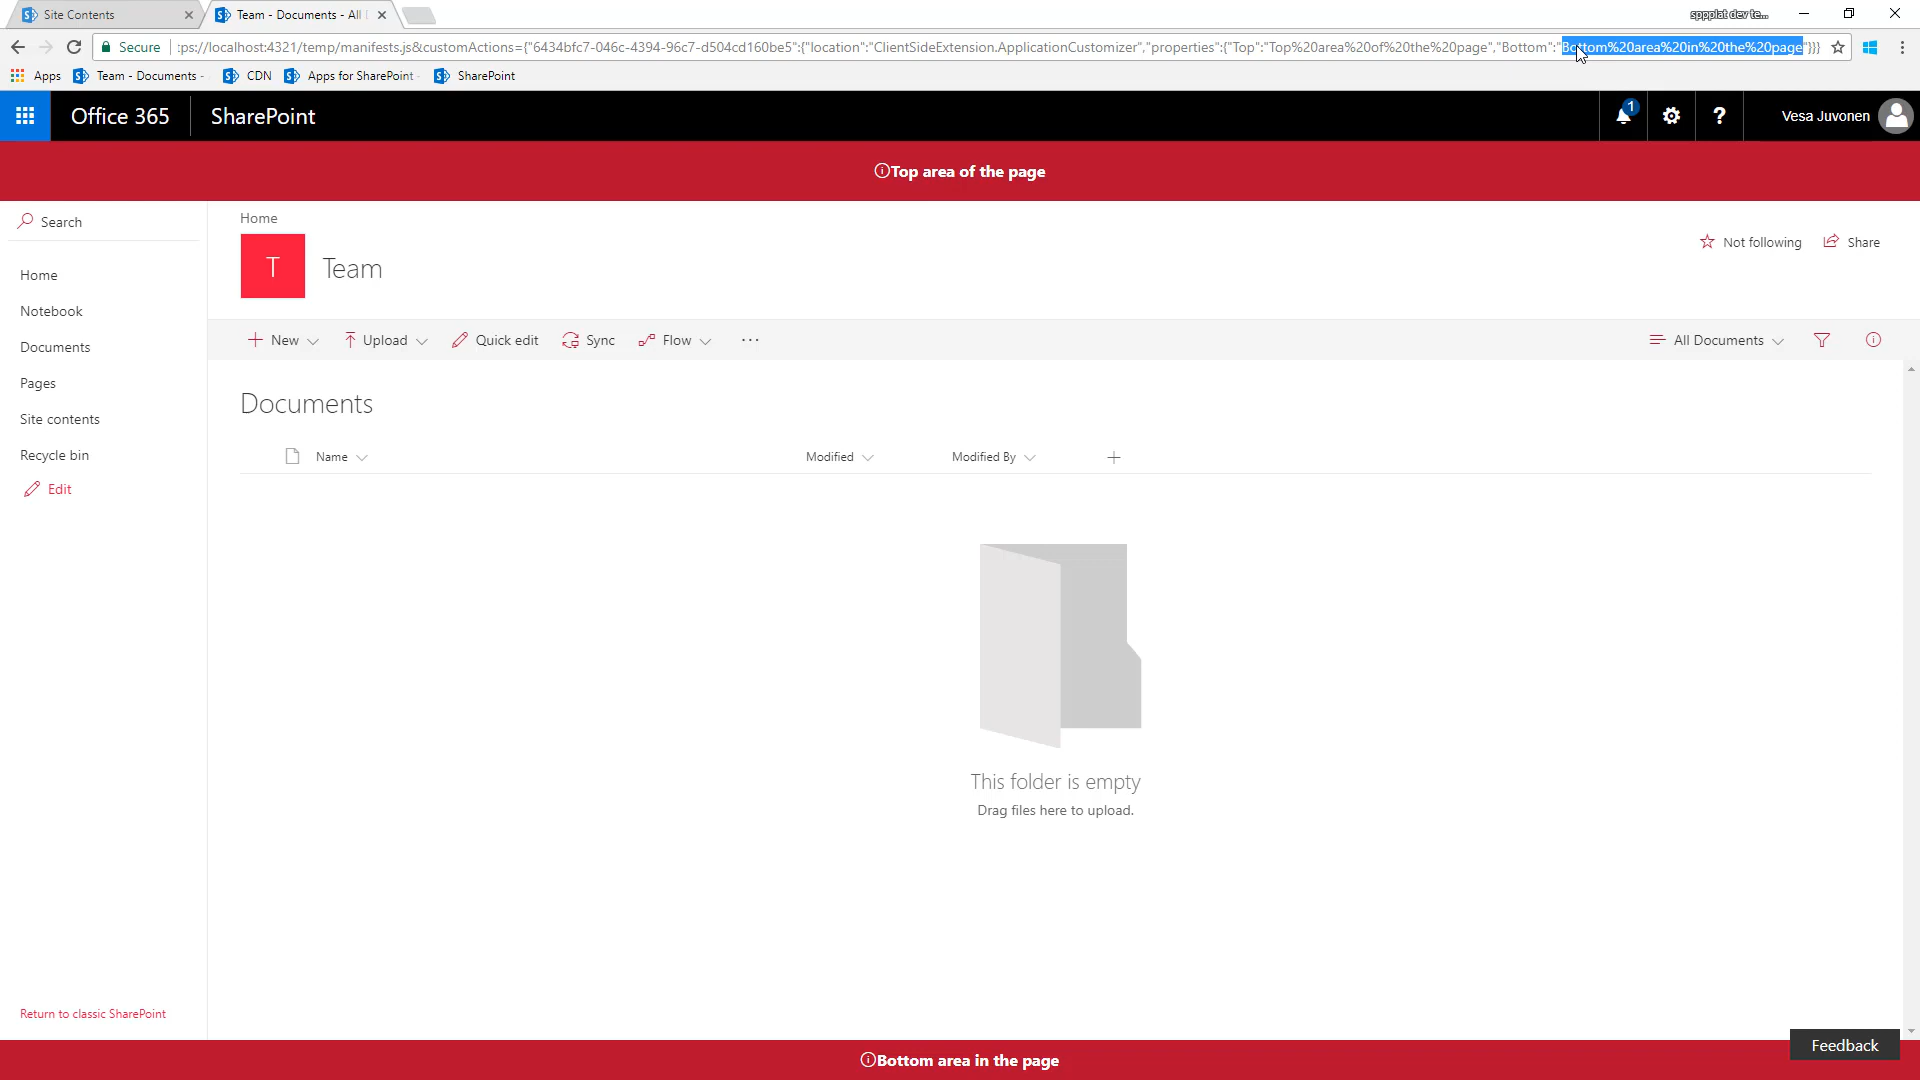 Site Contents
Team - Documents - All
sppplat dev te...
Secure
:ps://localhost:4321/temp/manifests.js&customActions={"6434bfc7-046c-4394-96c7-d504cd160be5":{"location":"ClientSideExtension.ApplicationCustomizer","properties":{"Top":"Top%20area%20of%20the%20page","Bottom":"Bottom%20area%20in%20the%20page"}}}
Apps
Team - Documents -
CDN
Apps for SharePoint
SharePoint
Office 365
SharePoint
1
?
Vesa Juvonen
Top area of the page
Search
Home
Notebook
Documents
Pages
Site contents
Recycle bin
Edit
Return to classic SharePoint
Home
T
Team
Not following
Share
New
Upload
Quick edit
Sync
Flow
...
All Documents
Documents
Name
Modified
Modified By
This folder is empty
Drag files here to upload.
Feedback
Bottom area in the page